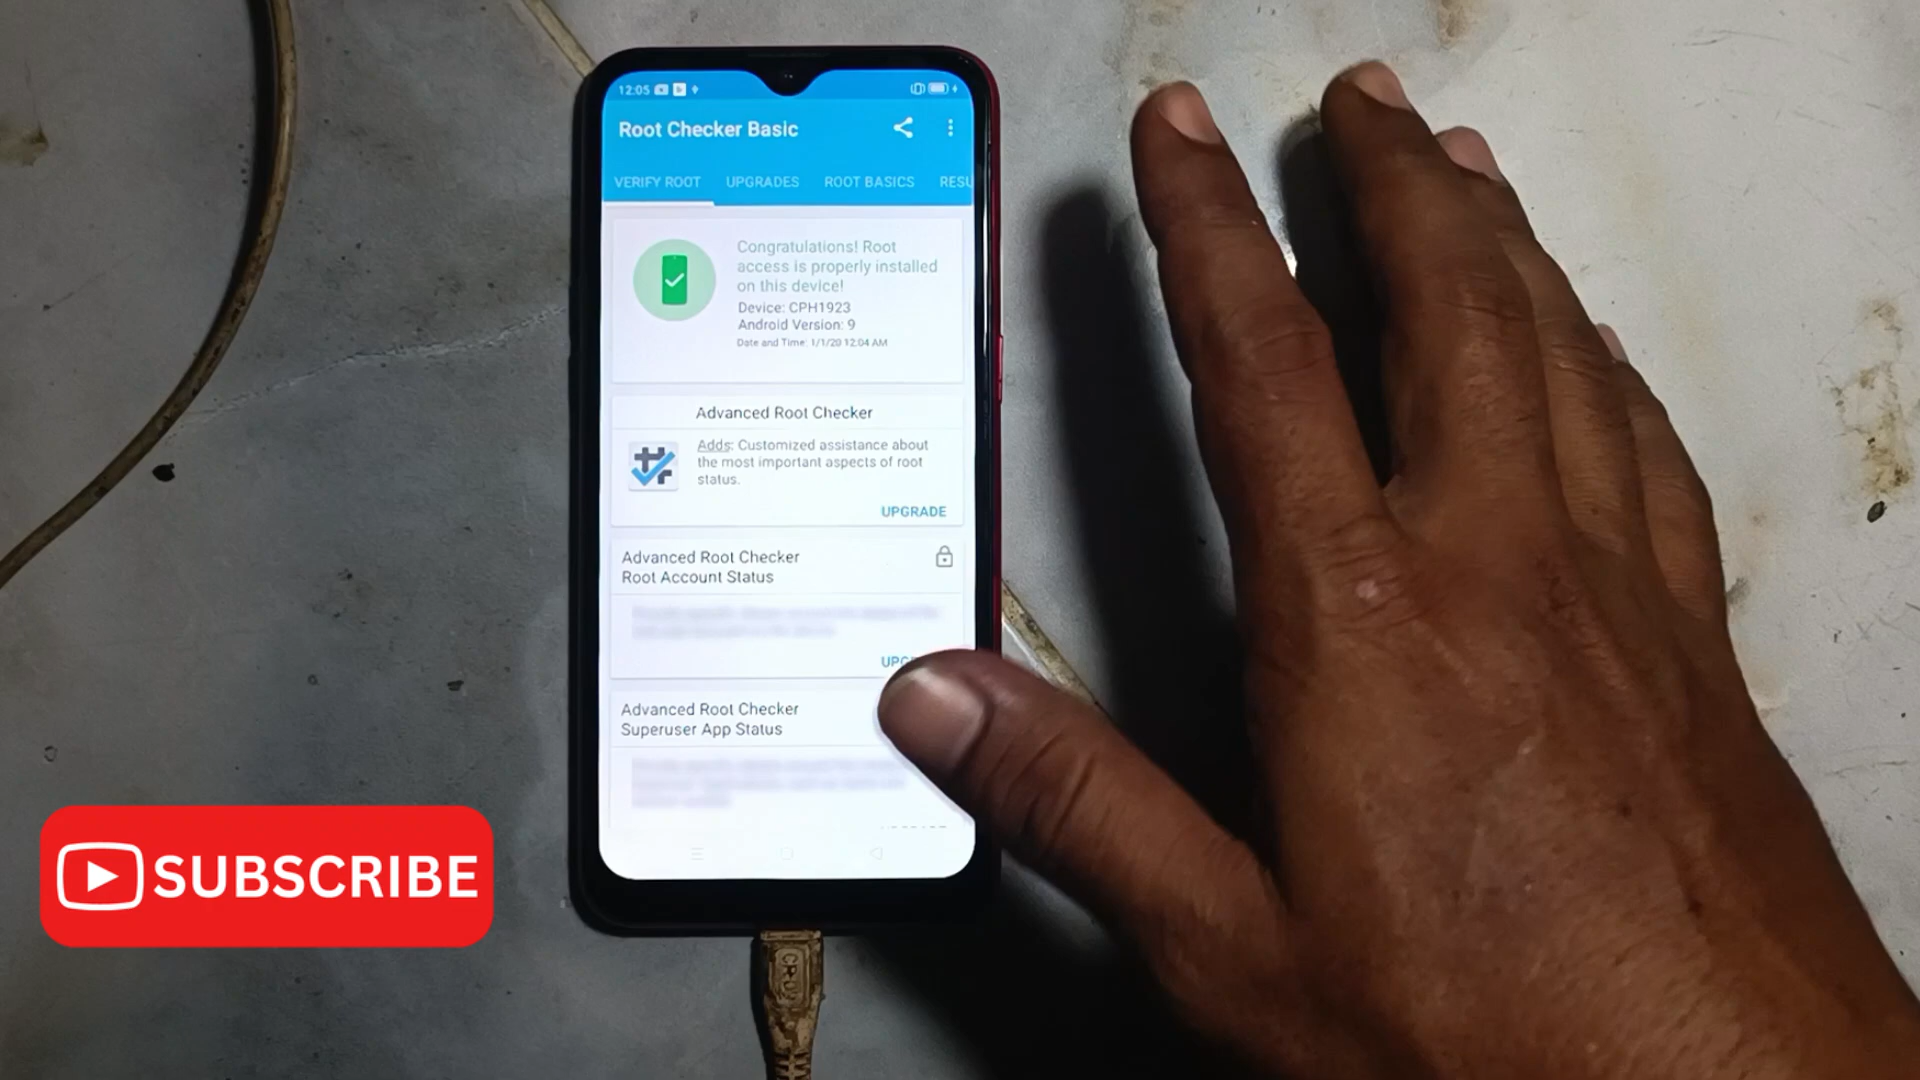 12:05
Root Checker Basic
VERIFY ROOT UPGRADES ROOT BASICS RESU
Congratulations! Root
access is properly installed
on this device!
Device: CPH1923
Android Version: 9
Date and Time: 1/1/20 12:04 AM
Advanced Root Checker
Adds: Customized assistance about
the most important aspects of root
status.
UPGRADE
Advanced Root Checker
Root Account Status
UPG
Advanced Root Checker
Superuser App Status
SUBSCRIBE